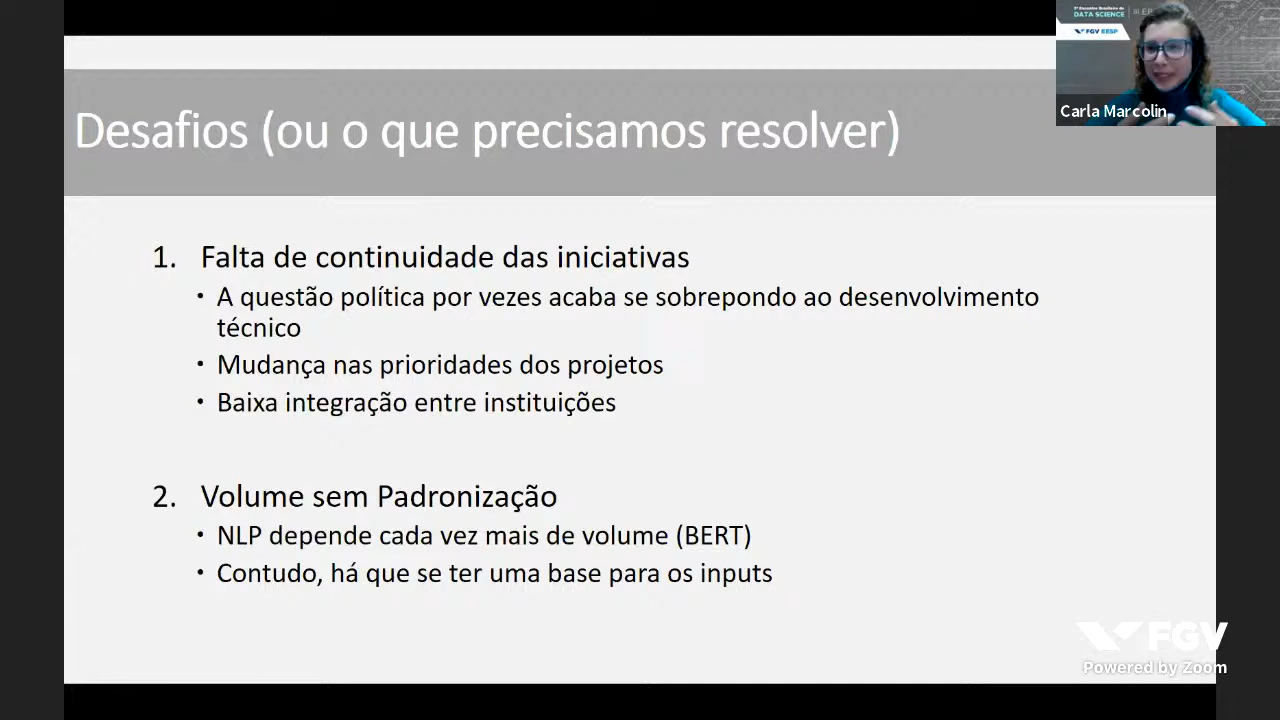 Desafios (ou o que precisamos resolver)
DATA SCIENCE
FGV EESP
Carla Marcolin
1. Falta de continuidade das iniciativas
• A questão política por vezes acaba se sobrepondo ao desenvolvimento
técnico
• Mudança nas prioridades dos projetos
• Baixa integração entre instituições
2. Volume sem Padronização
• NLP depende cada vez mais de volume (BERT)
• Contudo, há que se ter uma base para os inputs
FGV
Powered by Zoom